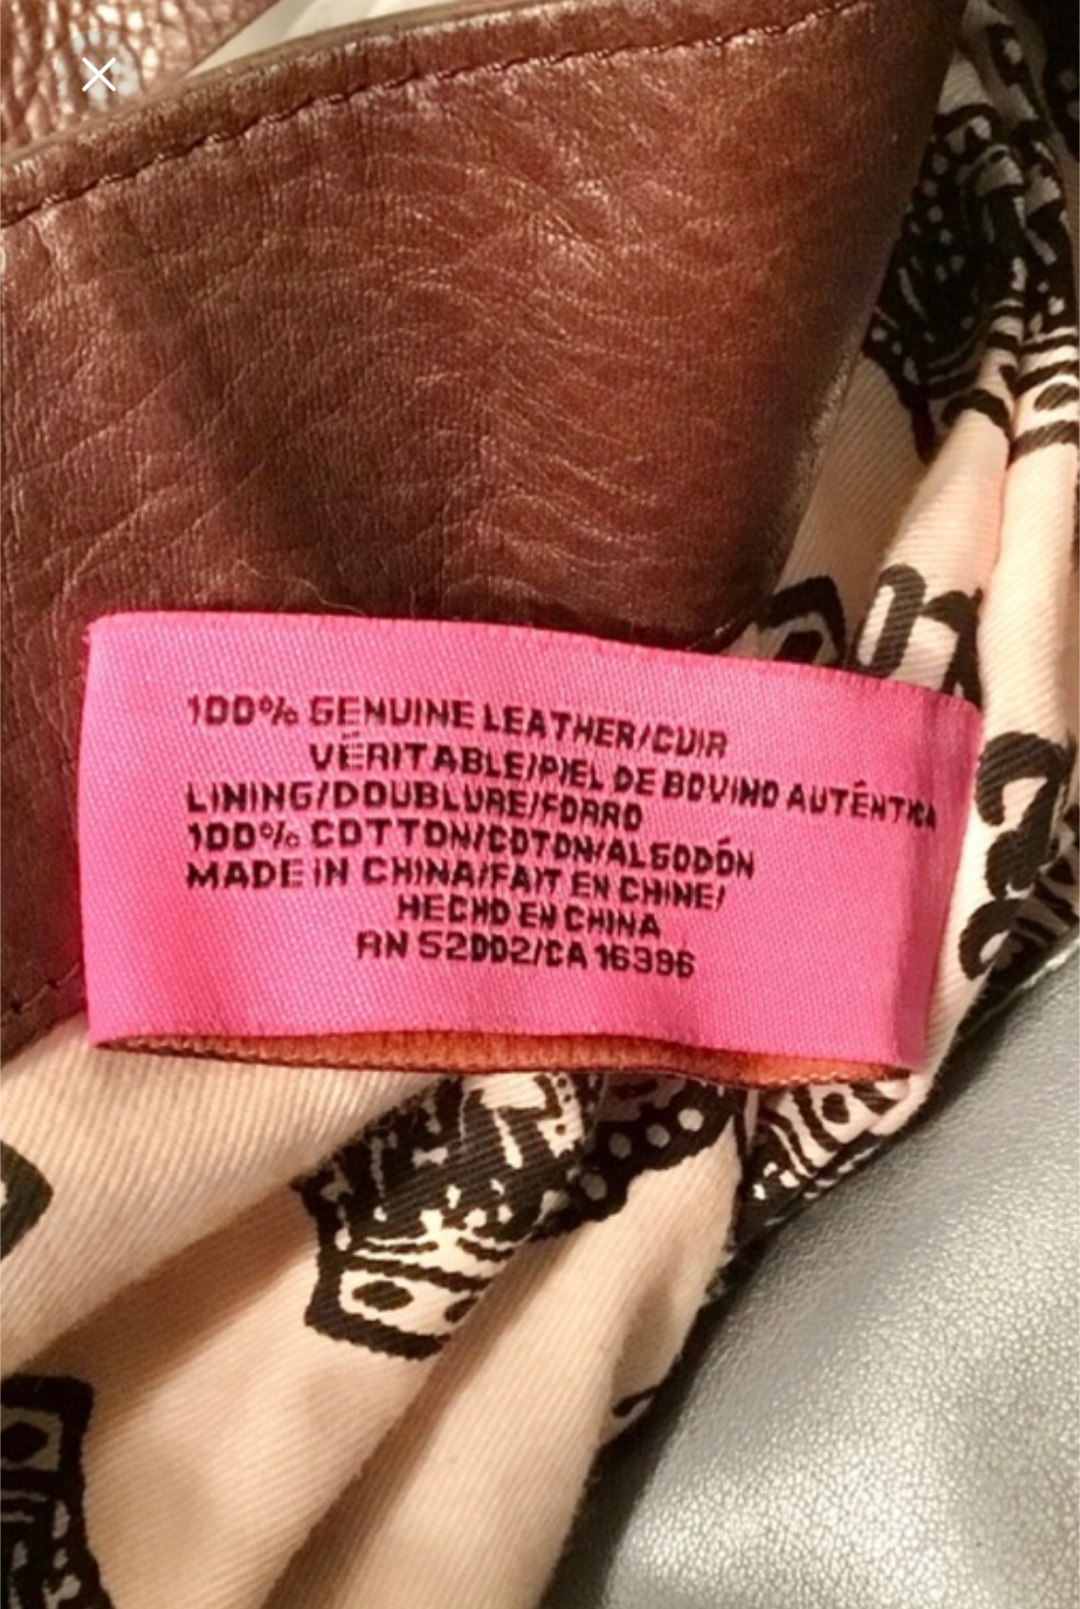 100% GENUINE LEATHER/CUIR
VÉRITABLE/PIEL DE BOVINO AUTÉNTICA
LINING/DOUBLURE/FORRO
100% COTTON/COTON/ALGODÓN
MADE IN CHINA/FAIT EN CHINE/
HECHO EN CHINA
RN 52002/CA 16396